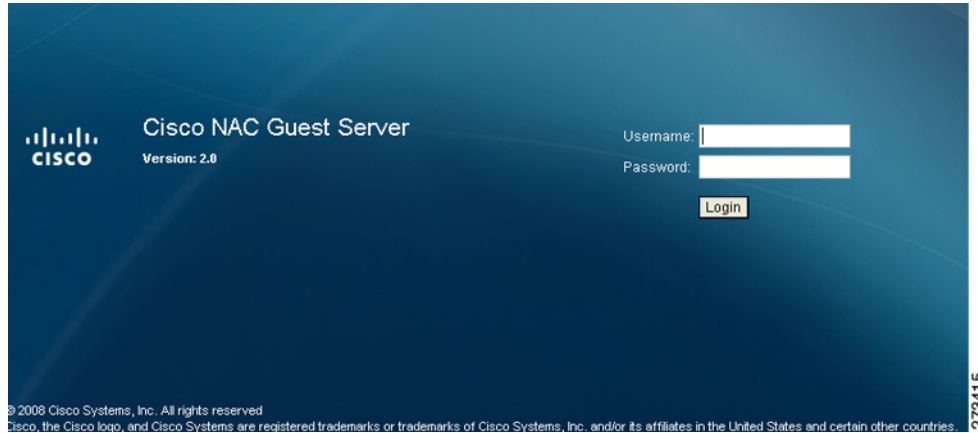 CISCO
Cisco NAC Guest Server
Version: 2.0
Username:
Password:
Login
© 2008 Cisco Systems, Inc. All rights reserved
Cisco, the Cisco logo, and Cisco Systems are registered trademarks or trademarks of Cisco Systems, Inc. and/or its affiliates in the United States and certain other countries.